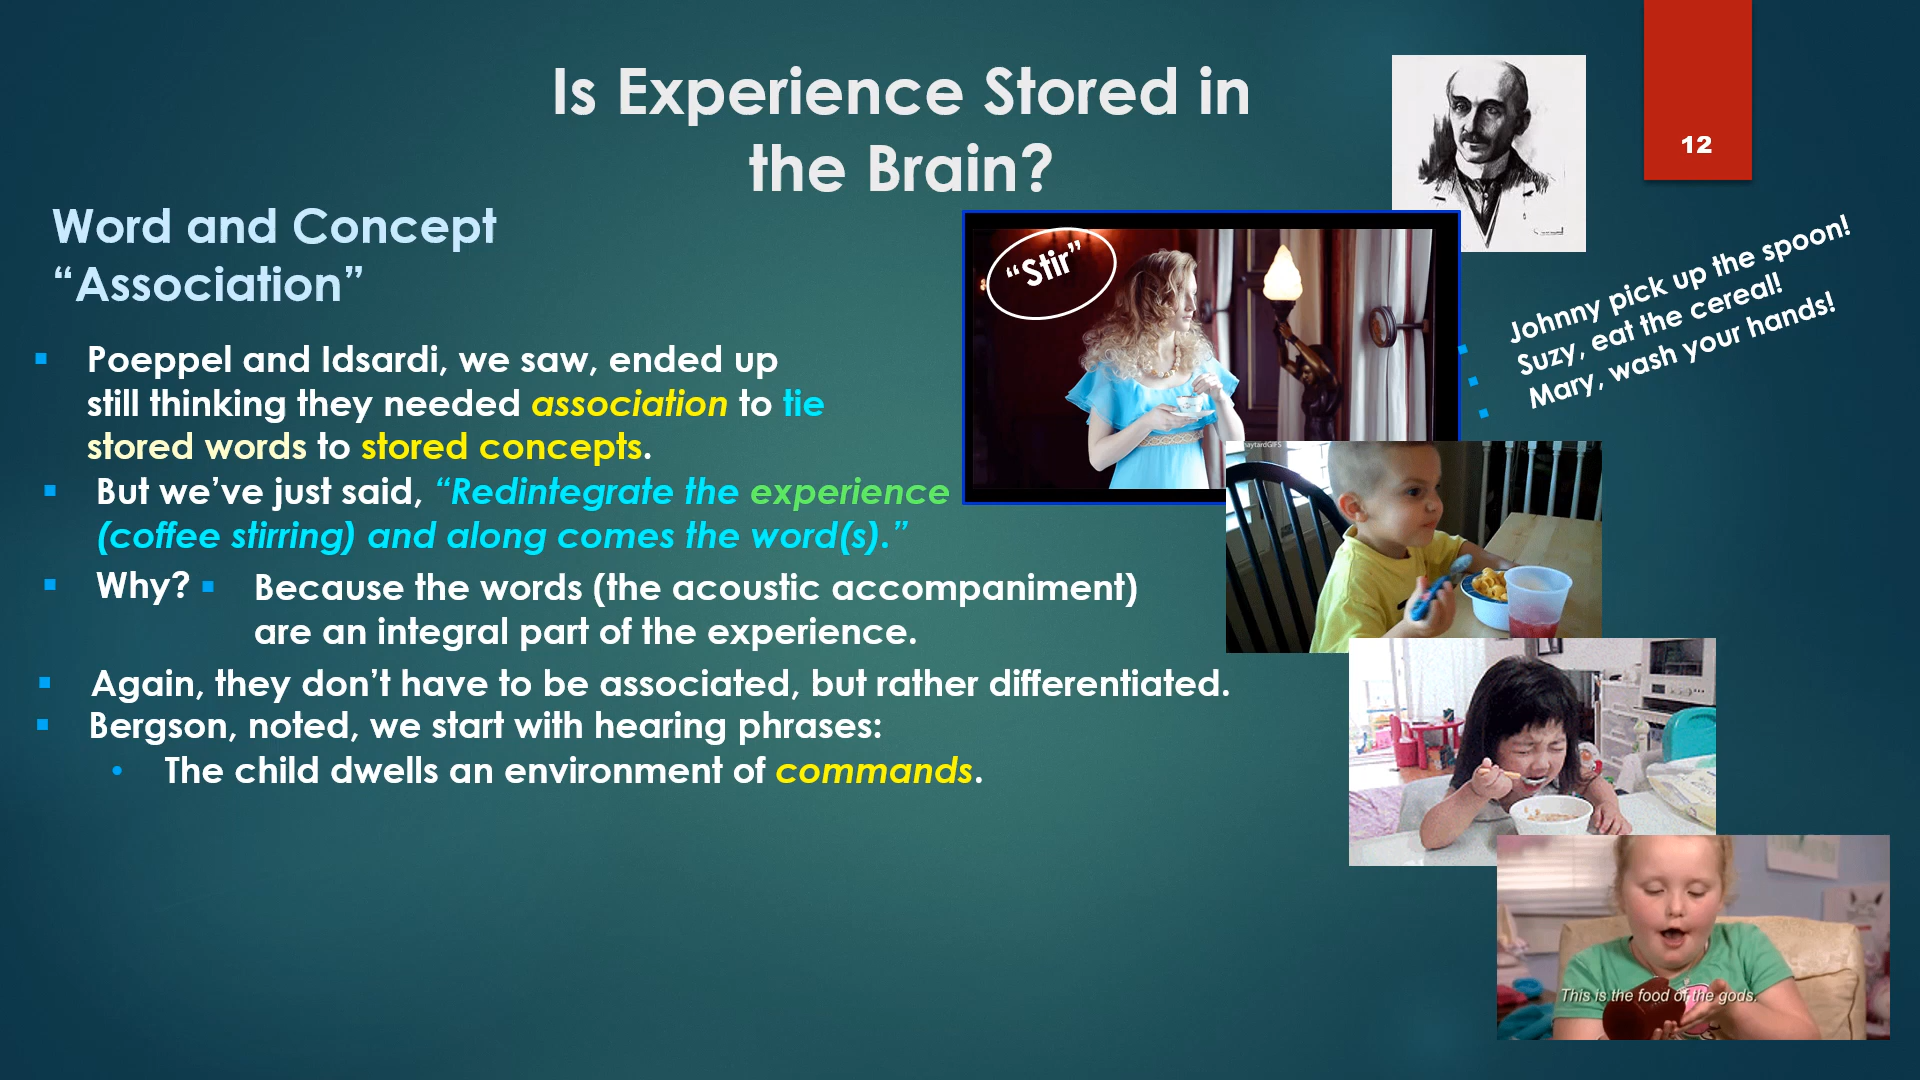 Is Experience Stored in
the Brain?
12
Word and Concept
“Association”
“Stir”
Johnny pick up the spoon!
Suzy, eat the cereal!
Mary, wash your hands!
Poeppel and Idsardi, we saw, ended up
still thinking they needed association to tie
stored words to stored concepts.
But we’ve just said, “Redintegrate the experience
(coffee stirring) and along comes the word(s).”
Why?
Because the words (the acoustic accompaniment)
are an integral part of the experience.
Again, they don’t have to be associated, but rather differentiated.
Bergson, noted, we start with hearing phrases:
The child dwells an environment of commands.
This is the food of the gods.